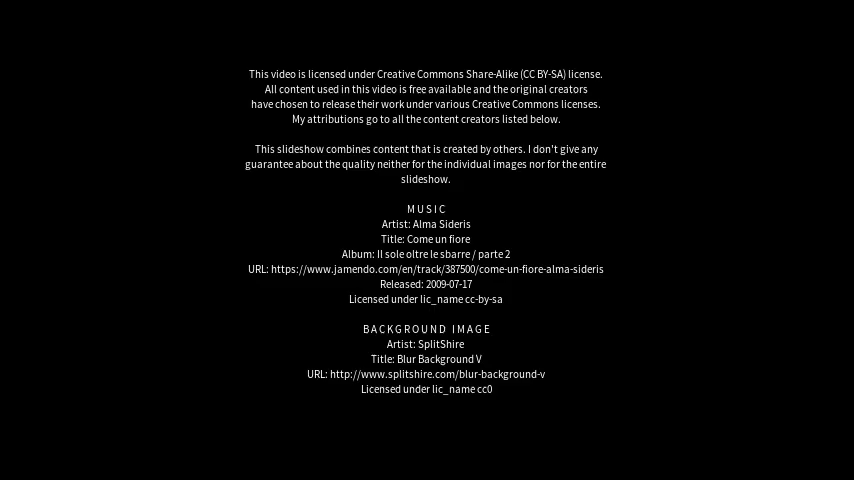 This video is licensed under Creative Commons Share-Alike (CC BY-SA) license.
All content used in this video is free available and the original creators
have chosen to release their work under various Creative Commons licenses.
My attributions go to all the content creators listed below.
This slideshow combines content that is created by others. I don't give any
guarantee about the quality neither for the individual images nor for the entire
slideshow.
MUSIC
Artist: Alma Sideris
Title: Come un fiore
Album: Il sole oltre le sbarre / parte 2
URL: https://www.jamendo.com/en/track/387500/come-un-fiore-alma-sideris
Released: 2009-07-17
Licensed under lic_name cc-by-sa
BACKGROUND IMAGE
Artist: SplitShire
Title: Blur Background V
URL: http://www.splitshire.com/blur-background-v
Licensed under lic_name cc0